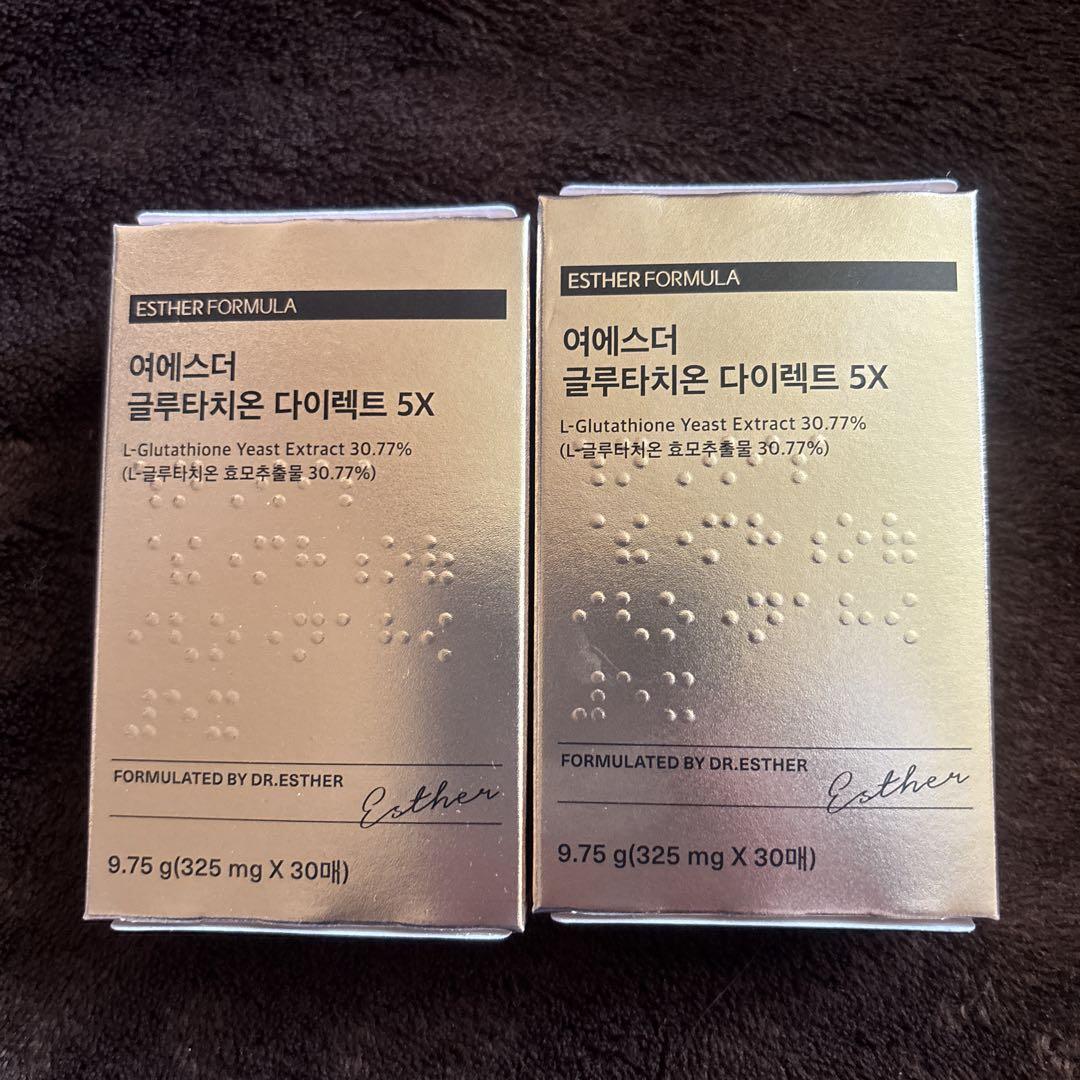 ESTHER FORMULA
여에스더
글루타치온 다이렉트 5X
L-Glutathione Yeast Extract 30.77%
(L-글루타치온 효모추출물 30.77%)
FORMULATED BY DR.ESTHER
Esther
9.75 g(325 mg X 30매)
ESTHER FORMULA
여에스더
글루타치온 다이렉트 5X
L-Glutathione Yeast Extract 30.77%
(L-글루타치온 효모추출물 30.77%)
FORMULATED BY DR.ESTHER
Esther
9.75 g(325 mg X 30매)